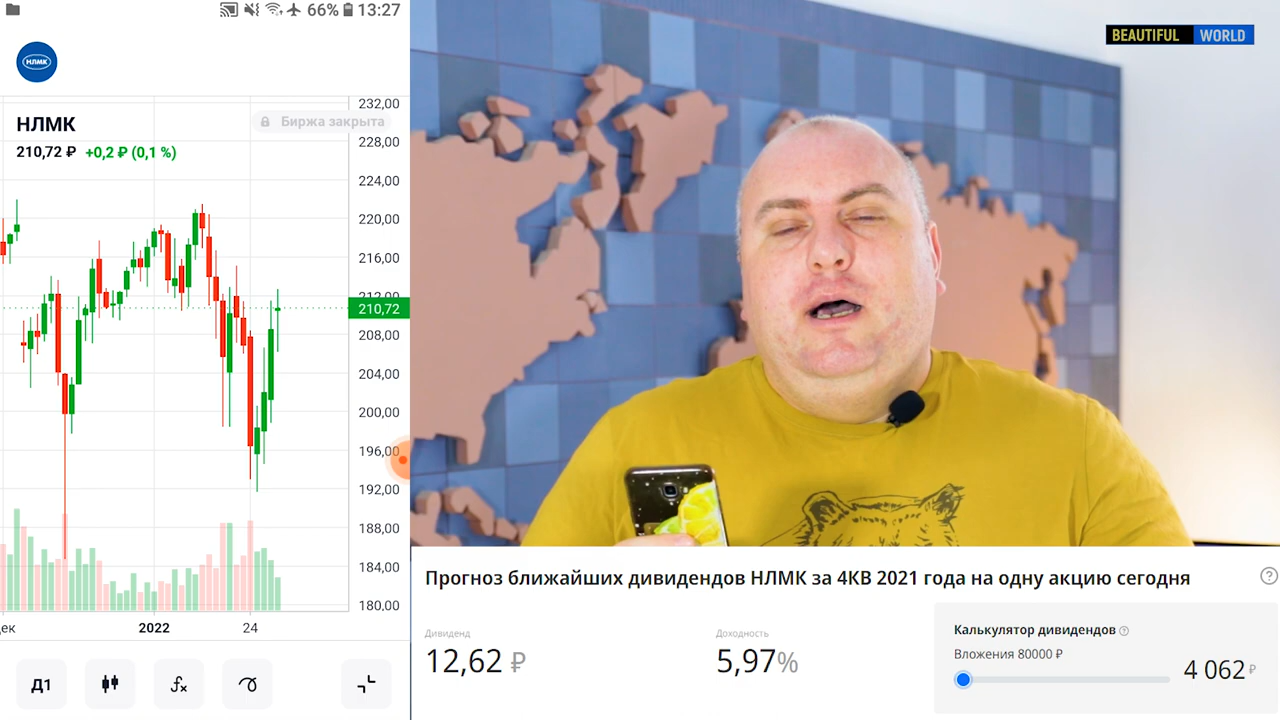 66% 13:27
НЛМК
НЛМК
Биржа закрыта
210,72 ₽ +0,2 ₽ (0,1 %)
232,00
228,00
224,00
220,00
216,00
212,00
210,72
208,00
204,00
200,00
196,00
192,00
188,00
184,00
180,00
дек 2022 24
Д1
fx
BEAUTIFUL WORLD
Прогноз ближайших дивидендов НЛМК за 4КВ 2021 года на одну акцию сегодня
Дивиденд
12,62 ₽
Доходность
5,97%
Калькулятор дивидендов
Вложения 80000 ₽
4 062 ₽